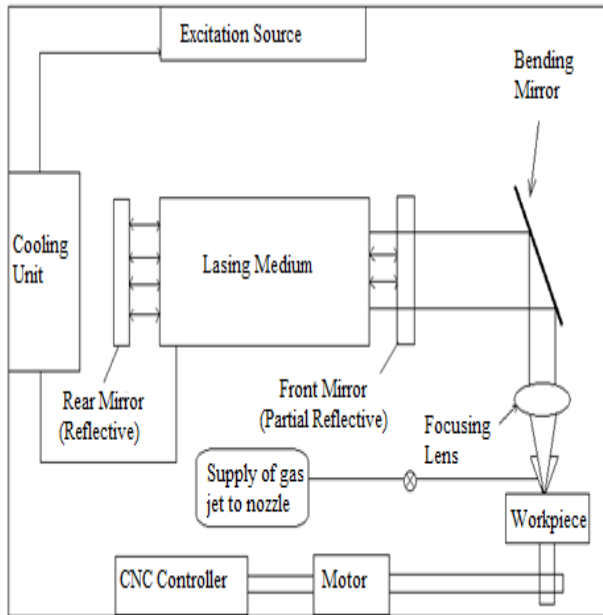 Excitation Source
Bending
Mirror
Cooling
Unit
Lasing Medium
Rear Mirror
(Reflective)
Front Mirror
(Partial Reflective)
Focusing
Lens
Supply of gas
jet to nozzle
Workpiece
CNC Controller
Motor